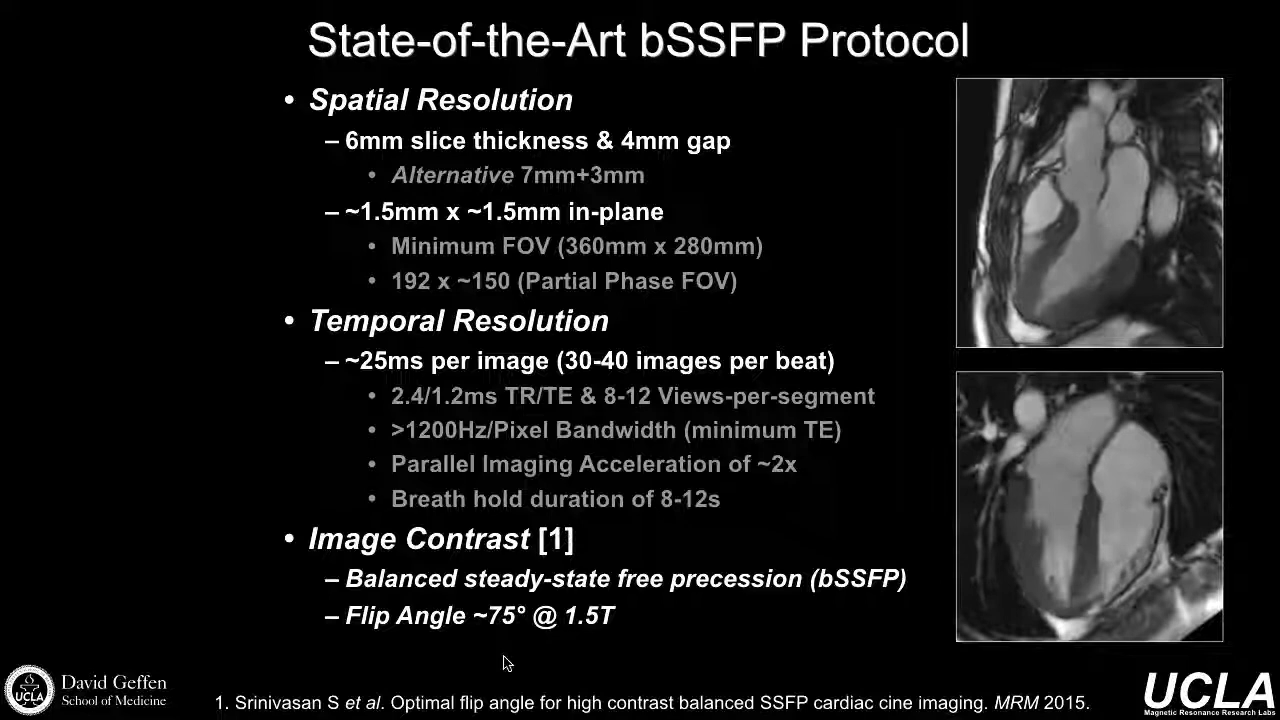 State-of-the-Art bSSFP Protocol
• Spatial Resolution
– 6mm slice thickness & 4mm gap
• Alternative 7mm+3mm
– ~1.5mm x ~1.5mm in-plane
• Minimum FOV (360mm x 280mm)
• 192 x ~150 (Partial Phase FOV)
• Temporal Resolution
– ~25ms per image (30-40 images per beat)
• 2.4/1.2ms TR/TE & 8-12 Views-per-segment
• >1200Hz/Pixel Bandwidth (minimum TE)
• Parallel Imaging Acceleration of ~2x
• Breath hold duration of 8-12s
• Image Contrast [1]
– Balanced steady-state free precession (bSSFP)
– Flip Angle ~75° @ 1.5T
UCLA
David Geffen
School of Medicine
1. Srinivasan S et al. Optimal flip angle for high contrast balanced SSFP cardiac cine imaging. MRM 2015.
UCLA
Magnetic Resonance Research Labs